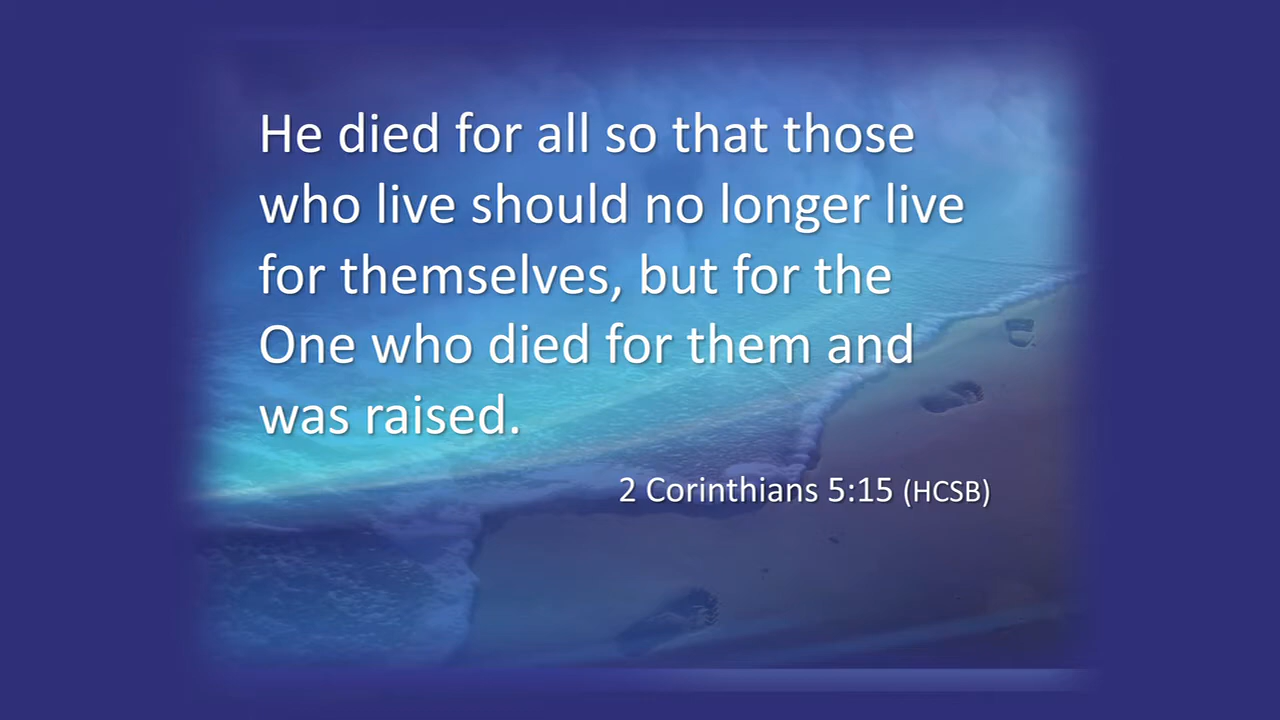 He died for all so that those
who live should no longer live
for themselves, but for the
One who died for them and
was raised.
2 Corinthians 5:15 (HCSB)